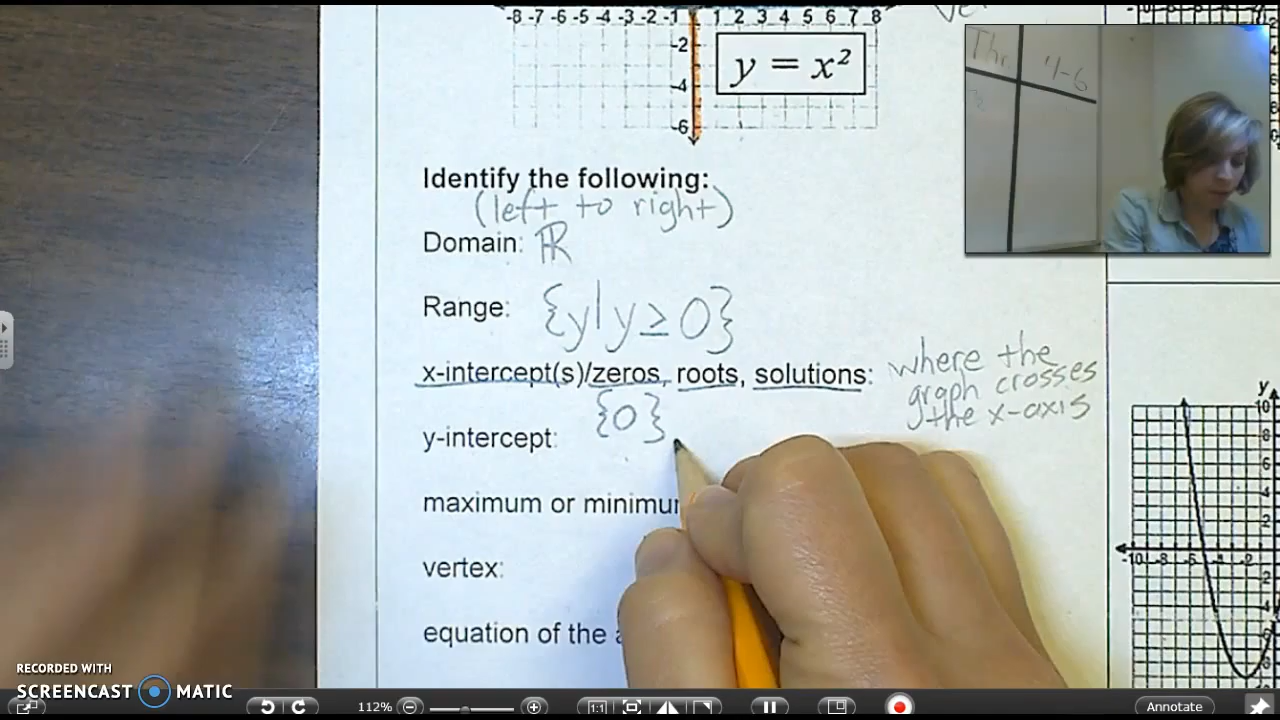 -8 -7 -6 -5 -4 -3 -2 -1 1 2 3 4 5 6 7 8
-2
-4
-6
y = x²
Thr 4-6
Identify the following:
(left to right)
Domain: ℝ
Range: {y|y ≥ 0}
x-intercept(s)/zeros, roots, solutions: where the
graph crosses
the x-axis
{0}
y-intercept:
maximum or
vertex:
equation of the
y
10
8
6
4
2
-10 -8 -6 -2
2
4
6
RECORDED WITH
SCREENCAST MATIC
112%
1:1
Annotate